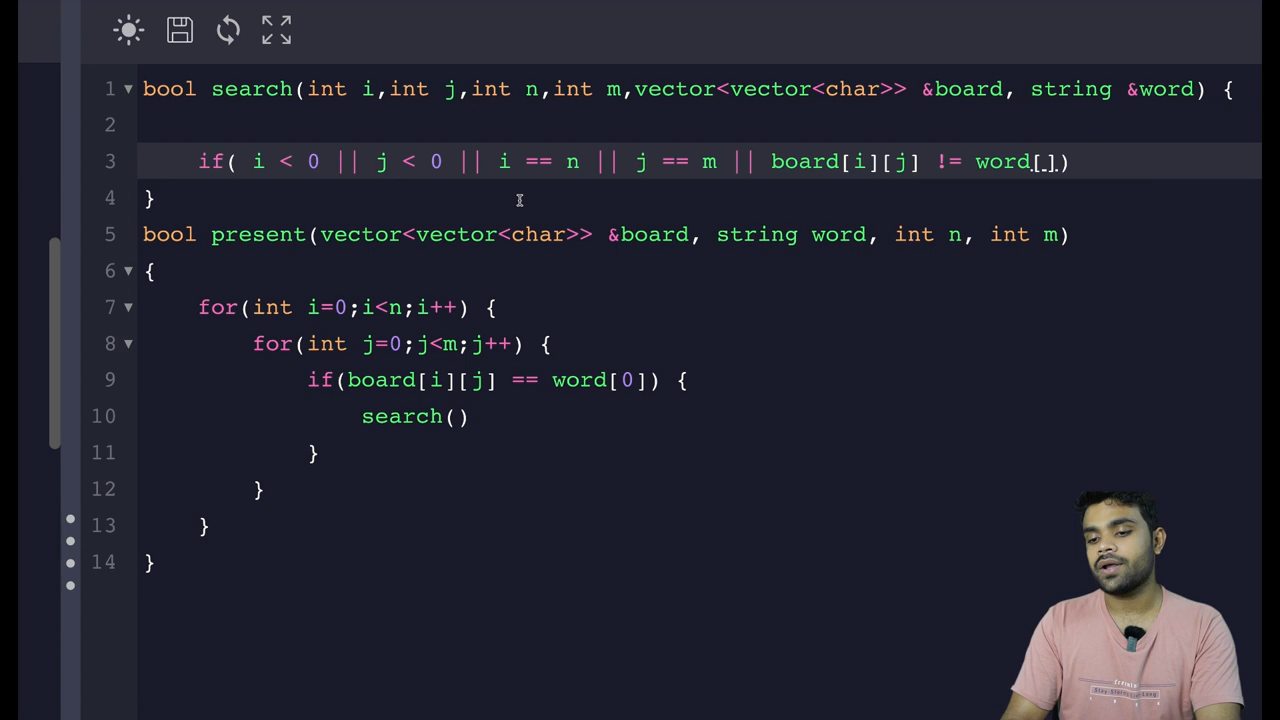 1 bool search(int i,int j,int n,int m,vector<vector<char>> &board, string &word) {
2
3 if( i < 0 || j < 0 || i == n || j == m || board[i][j] != word[])
4 }
5 bool present(vector<vector<char>> &board, string word, int n, int m)
6 {
7 for(int i=0;i<n;i++) {
8 for(int j=0;j<m;j++) {
9 if(board[i][j] == word[0]) {
10 search()
11 }
12 }
13 }
14 }